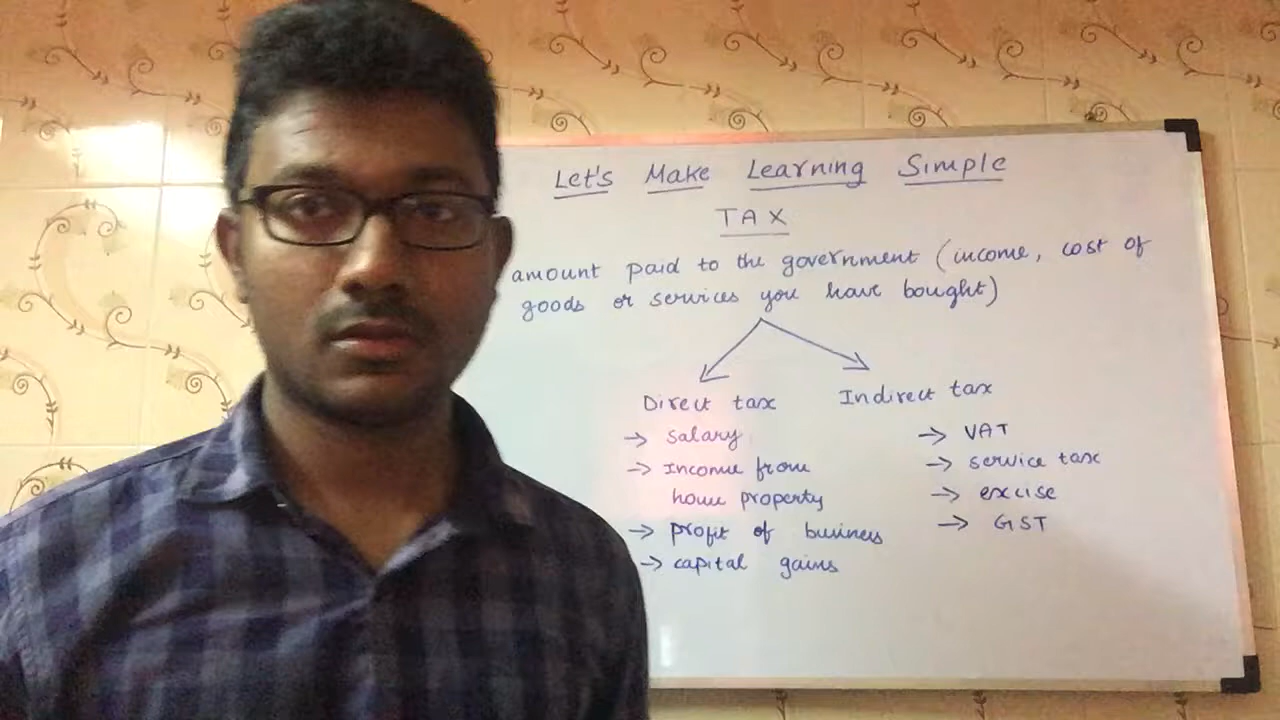 Let's Make Learning Simple
TAX
amount paid to the government (income, cost of
goods or services you have bought)
Direct tax
→ salary
→ Income from
house property
→ profit of business
→ capital gains
Indirect tax
→ VAT
→ service tax
→ excise
→ GST